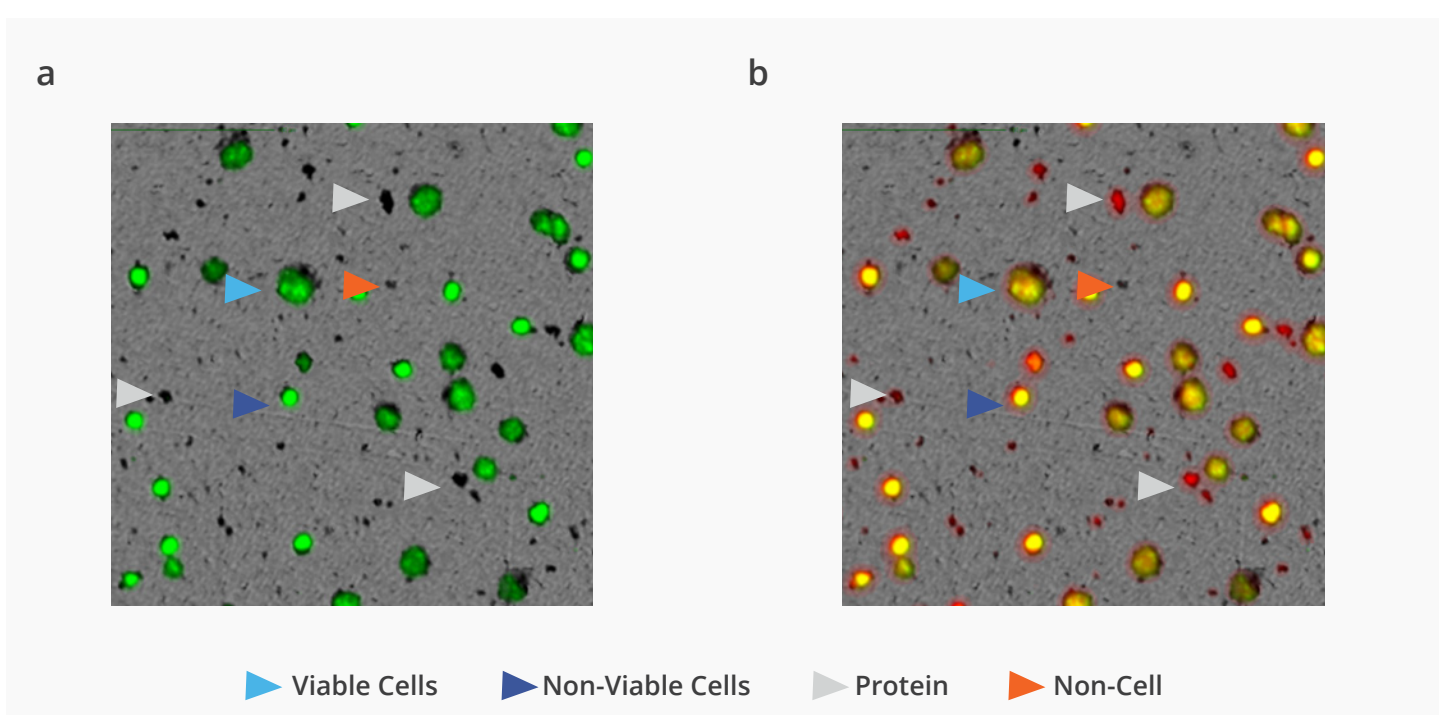 a
b
Viable Cells
Non-Viable Cells
Protein
Non-Cell